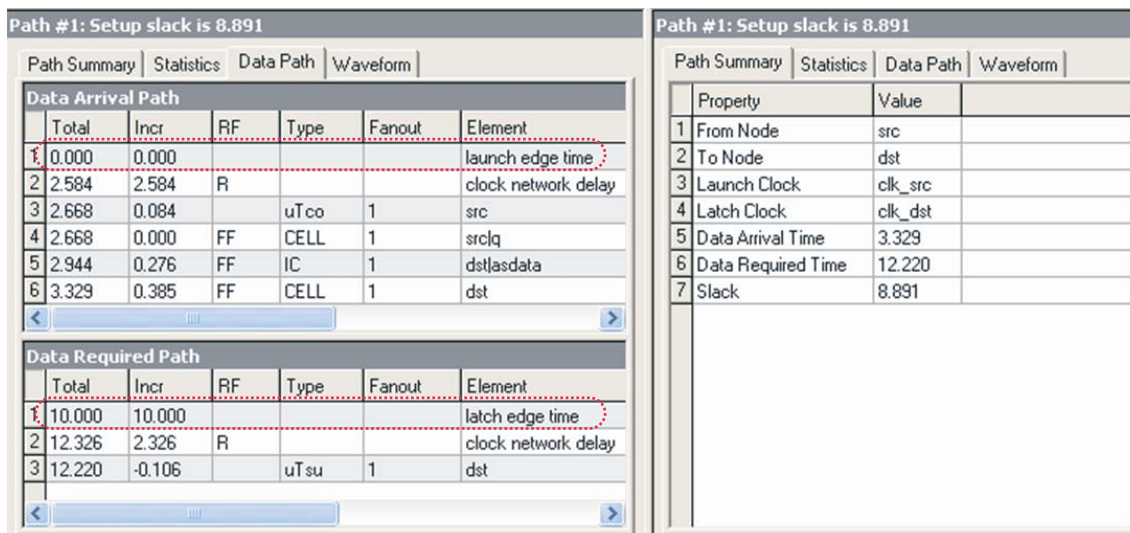 Path #1: Setup slack is 8.891
Path Summary Statistics Data Path Waveform
Data Arrival Path
Total Incr RF Type Fanout Element
1 0.000 0.000 launch edge time
2 2.584 2.584 R clock network delay
3 2.668 0.084 uTco 1 src
4 2.668 0.000 FF CELL 1 src|q
5 2.944 0.276 FF IC 1 dst|asdata
6 3.329 0.385 FF CELL 1 dst
Data Required Path
Total Incr RF Type Fanout Element
1 10.000 10.000 latch edge time
2 12.326 2.326 R clock network delay
3 12.220 -0.106 uTsu 1 dst
Path #1: Setup slack is 8.891
Path Summary Statistics Data Path Waveform
Property Value
1 From Node src
2 To Node dst
3 Launch Clock clk_src
4 Latch Clock clk_dst
5 Data Arrival Time 3.329
6 Data Required Time 12.220
7 Slack 8.891